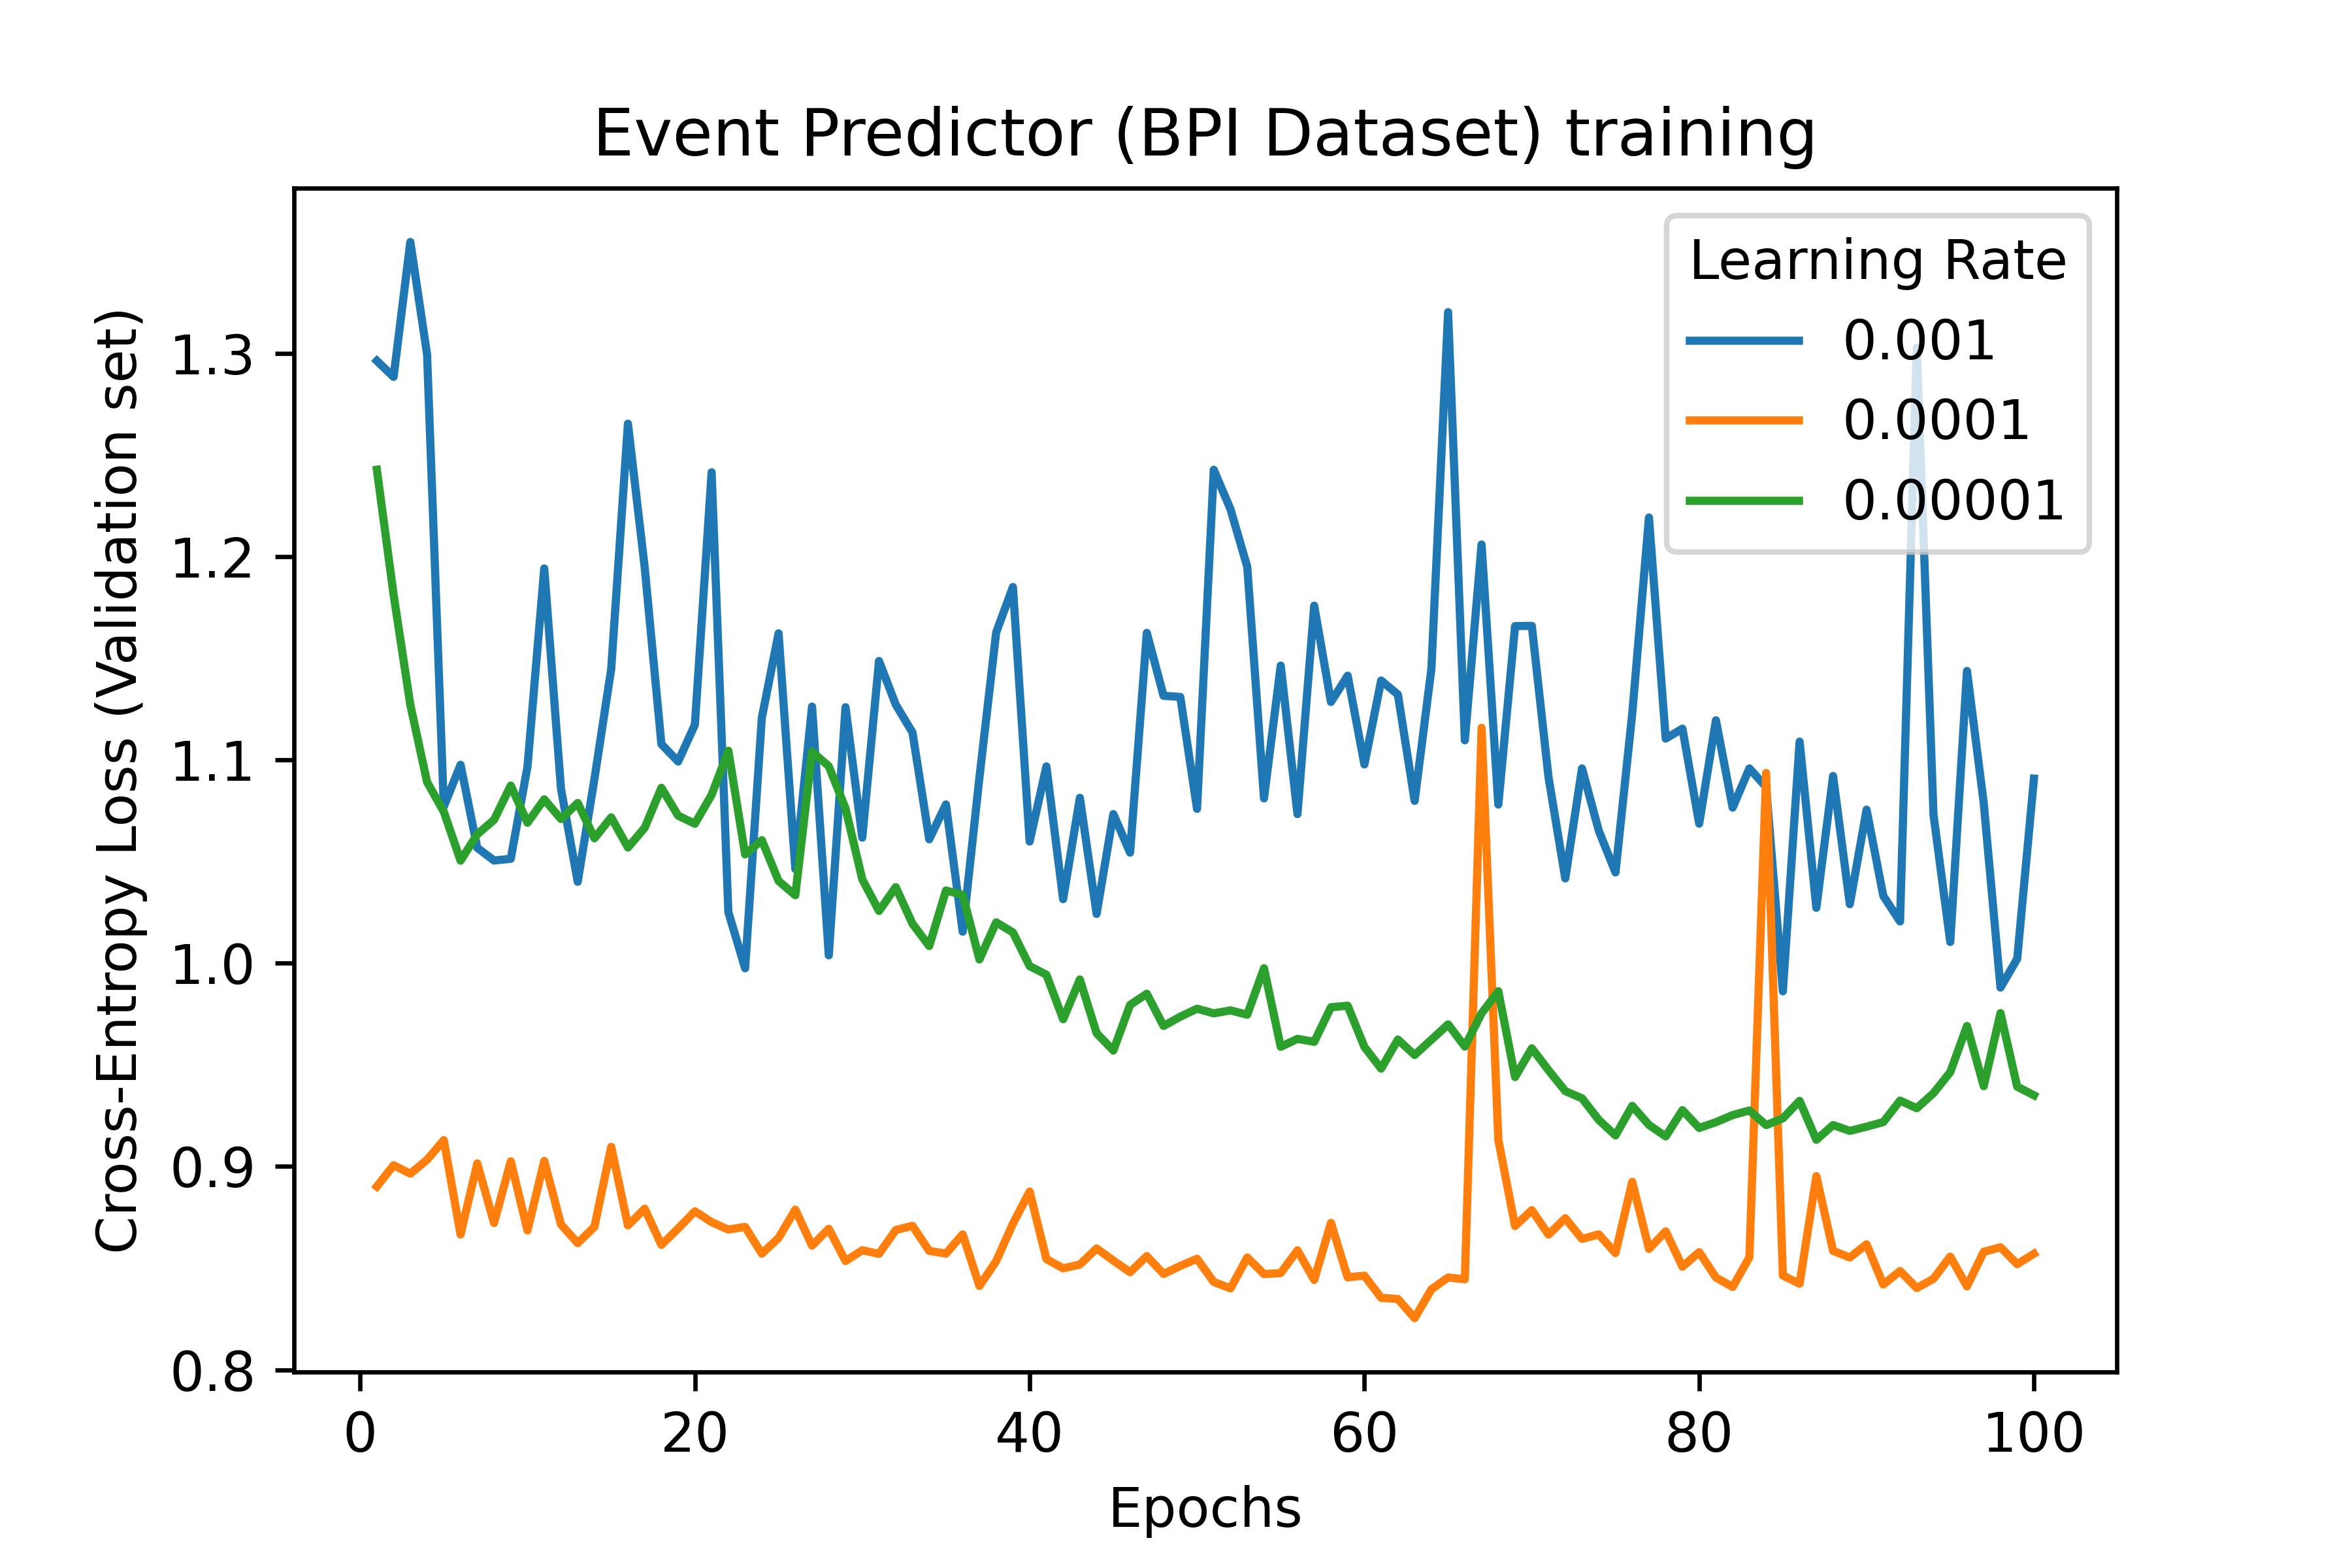 Event Predictor (BPI Dataset) training
Cross-Entropy Loss (Validation set)
1.3
1.2
1.1
1.0
0.9
0.8
Learning Rate
0.001
0.0001
0.00001
0 20 40 60 80 100
Epochs